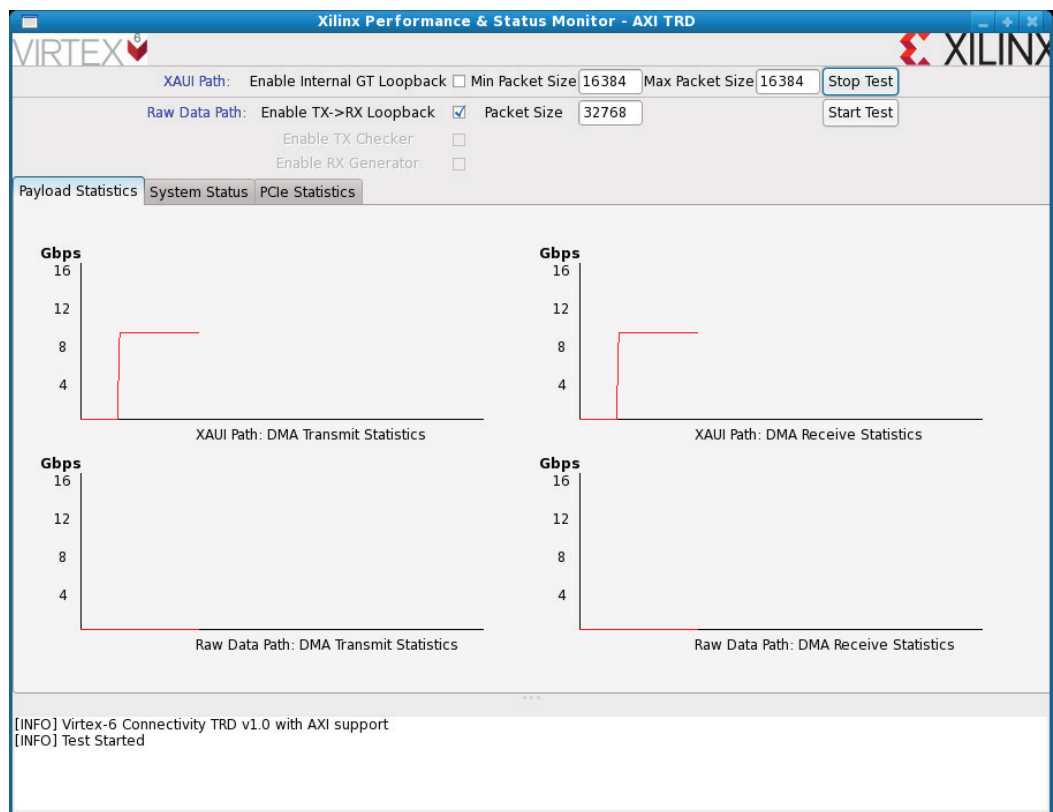 Xilinx Performance & Status Monitor - AXI TRD
VIRTEX 6
XILINX
XAUI Path: Enable Internal GT Loopback Min Packet Size 16384 Max Packet Size 16384 Stop Test
Raw Data Path: Enable TX->RX Loopback Packet Size 32768 Start Test
Enable TX Checker
Enable RX Generator
Payload Statistics System Status PCIe Statistics
Gbps
16
12
8
4
XAUI Path: DMA Transmit Statistics
Gbps
16
12
8
4
XAUI Path: DMA Receive Statistics
Gbps
16
12
8
4
Raw Data Path: DMA Transmit Statistics
Gbps
16
12
8
4
Raw Data Path: DMA Receive Statistics
[INFO] Virtex-6 Connectivity TRD v1.0 with AXI support
[INFO] Test Started